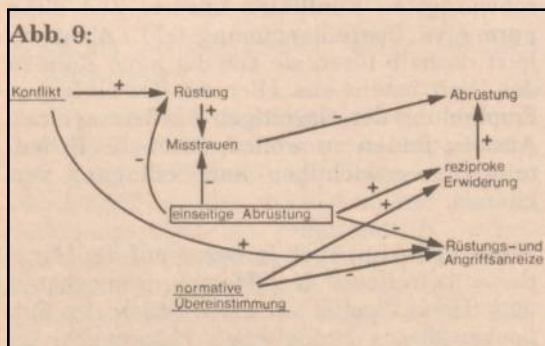 Abb. 9:
Konflikt + Rüstung Abrüstung
+
Misstrauen
- - + reziproke
+ Erwiderung
einseitige Abrüstung
-
+ Rüstungs- und
- Angriffsanreize
normative
Übereinstimmung